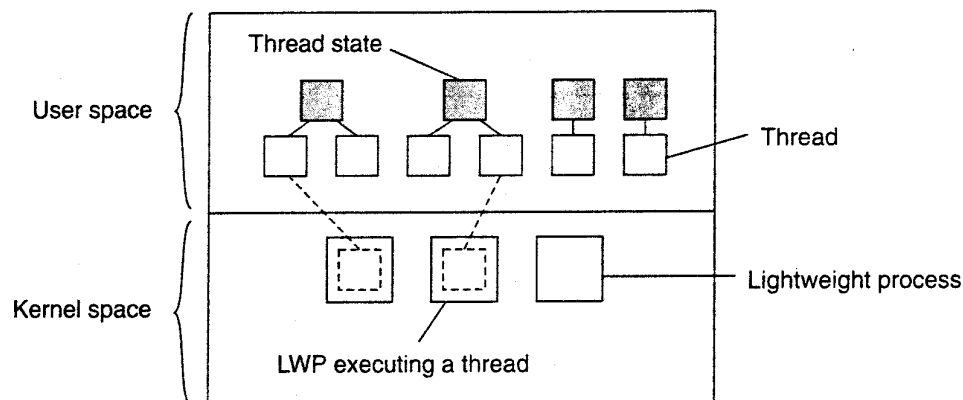 Thread state
User space
Thread
Lightweight process
Kernel space
LWP executing a thread